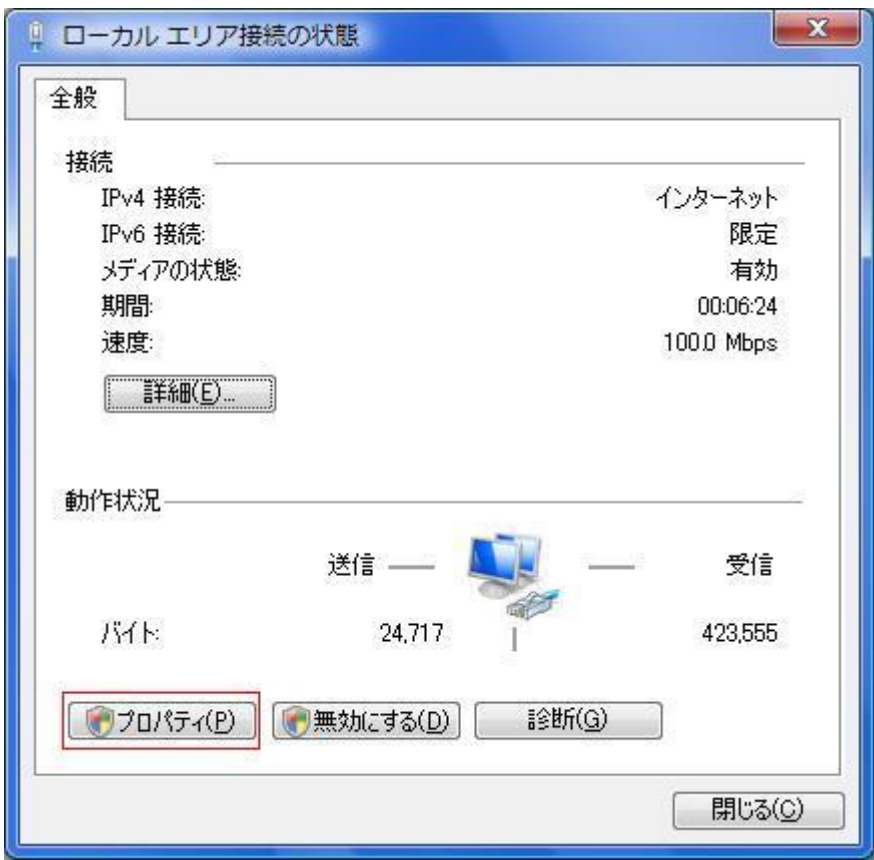 ローカル エリア接続の状態
全般
接続
IPv4 接続: インターネット
IPv6 接続: 限定
メディアの状態: 有効
期間: 00:06:24
速度: 100.0 Mbps
詳細(E)...
動作状況
送信 受信
バイト: 24,717 423,555
プロパティ(P) 無効にする(D) 診断(G)
閉じる(C)